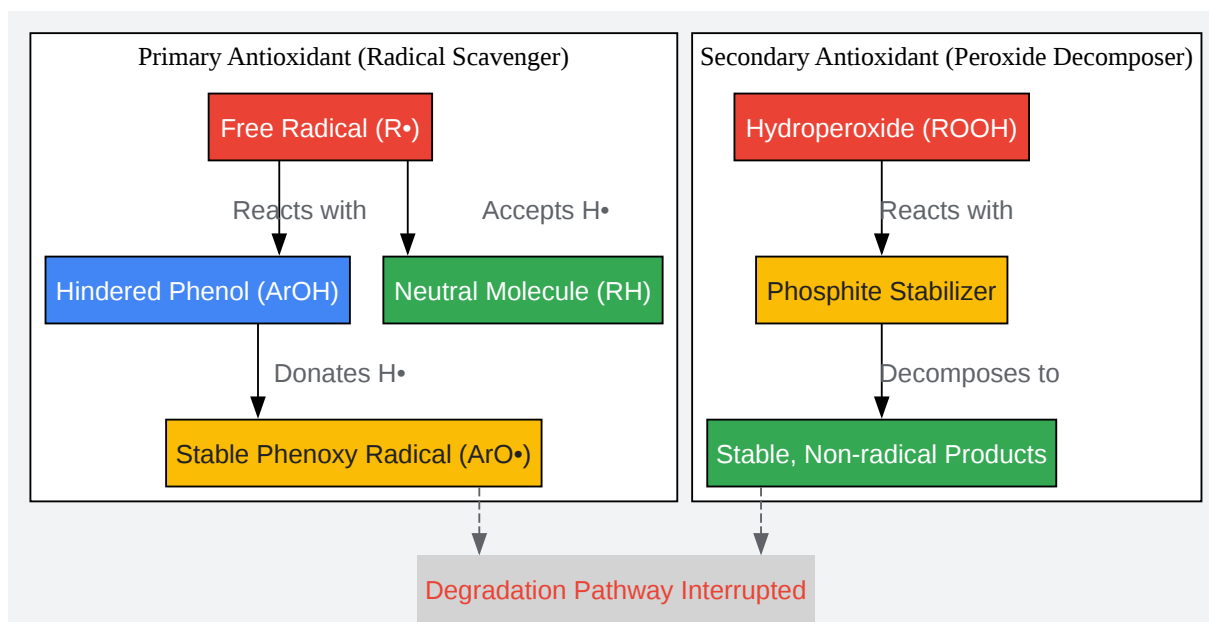 Primary Antioxidant (Radical Scavenger)
Free Radical (R•)
Reacts with
Accepts H•
Hindered Phenol (ArOH)
Neutral Molecule (RH)
Donates H•
Stable Phenoxy Radical (ArO•)
Secondary Antioxidant (Peroxide Decomposer)
Hydroperoxide (ROOH)
Reacts with
Phosphite Stabilizer
Decomposes to
Stable, Non-radical Products
Degradation Pathway Interrupted